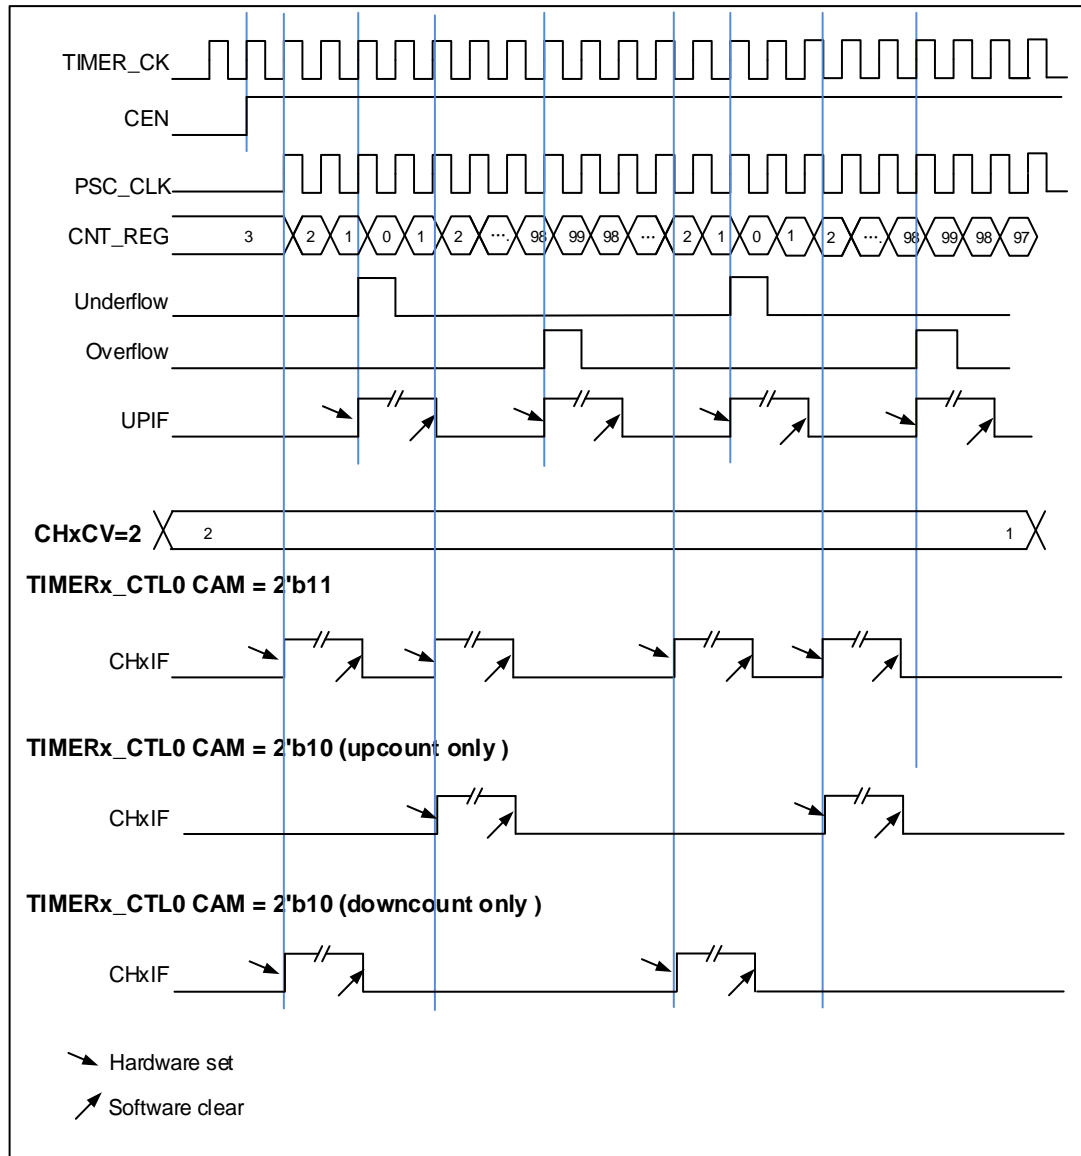 TIMER_CK
CEN
PSC_CLK
CNT_REG 3 2 1 0 1 2 .... 98 99 98 ... 2 1 0 1 2 .... 98 99 98 97
Underflow
Overflow
UPIF
CHxCV=2 2 1
TIMERx_CTL0 CAM = 2'b11
CHxIF
TIMERx_CTL0 CAM = 2'b10 (upcount only )
CHxIF
TIMERx_CTL0 CAM = 2'b10 (downcount only )
CHxIF
Hardware set
Software clear